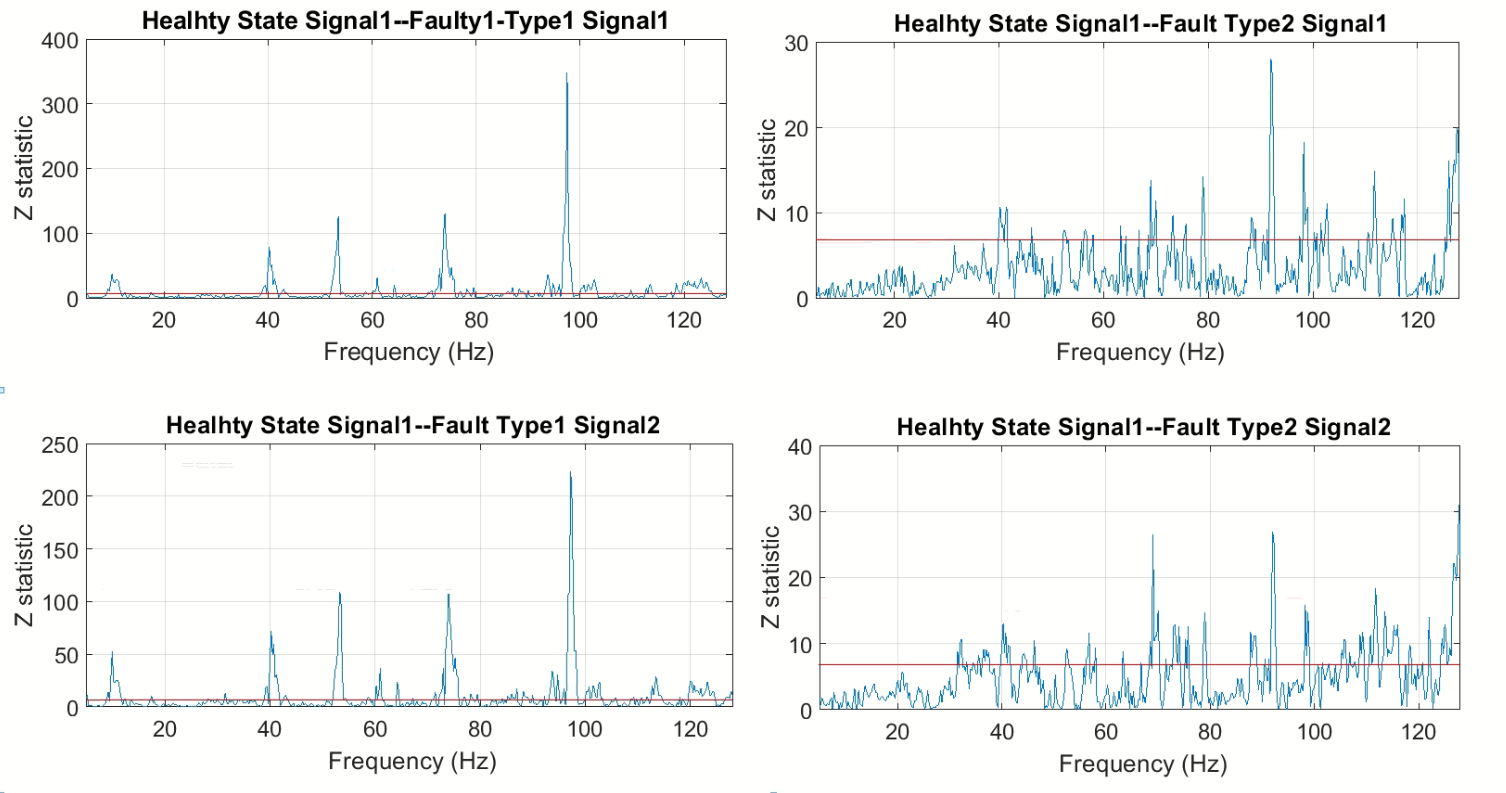 Healhty State Signal1--Faulty1-Type1 Signal1
400
300
200
100
0
Z statistic
20 40 60 80 100 120
Frequency (Hz)
Healhty State Signal1--Fault Type2 Signal1
30
20
10
0
Z statistic
20 40 60 80 100 120
Frequency (Hz)
Healhty State Signal1--Fault Type1 Signal2
250
200
150
100
50
0
Z statistic
20 40 60 80 100 120
Frequency (Hz)
Healhty State Signal1--Fault Type2 Signal2
40
30
20
10
0
Z statistic
20 40 60 80 100 120
Frequency (Hz)